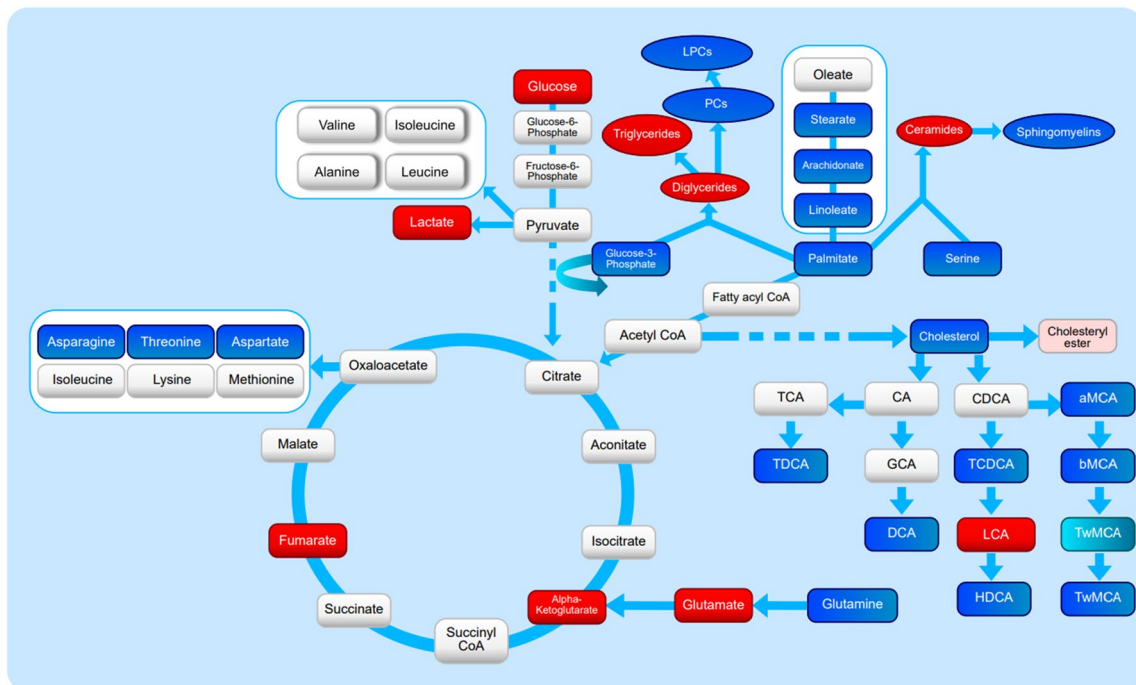 LPCs
Glucose
PCs
Oleate
Valine
Isoleucine
Glucose-6-
Phosphate
Triglycerides
Stearate
Ceramides
Sphingomyelins
Alanine
Leucine
Fructose-6-
Phosphate
Diglycerides
Arachidonate
Linoleate
Lactate
Pyruvate
Glucose-3-
Phosphate
Palmitate
Serine
Fatty acyl CoA
Acetyl CoA
Cholesterol
Cholesteryl
ester
Asparagine
Threonine
Aspartate
Isoleucine
Lysine
Methionine
Oxaloacetate
Citrate
TCA
CA
CDCA
aMCA
Malate
Aconitate
TDCA
GCA
TCDCA
bMCA
Fumarate
Isocitrate
DCA
LCA
TwMCA
Succinate
Succinyl
CoA
Alpha-
Ketoglutarate
Glutamate
Glutamine
HDCA
TwMCA